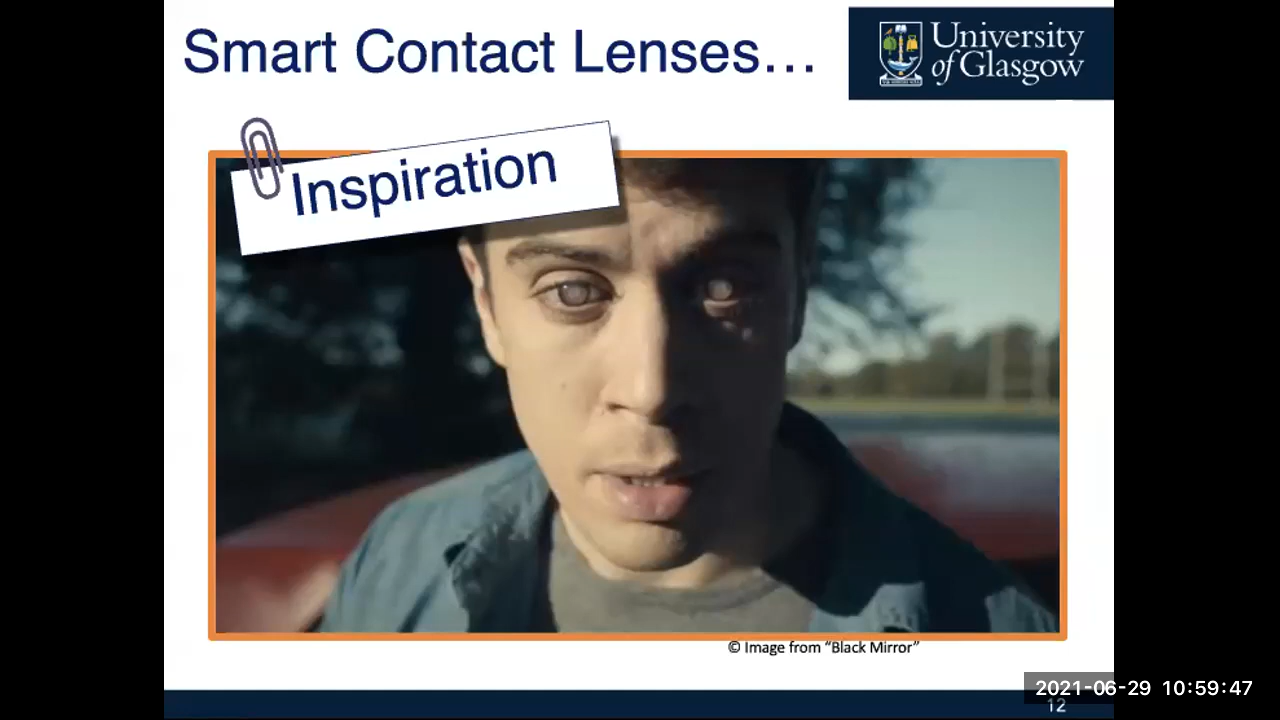 Smart Contact Lenses…
University
of Glasgow
Inspiration
© Image from “Black Mirror”
2021-06-29 10:59:47
12